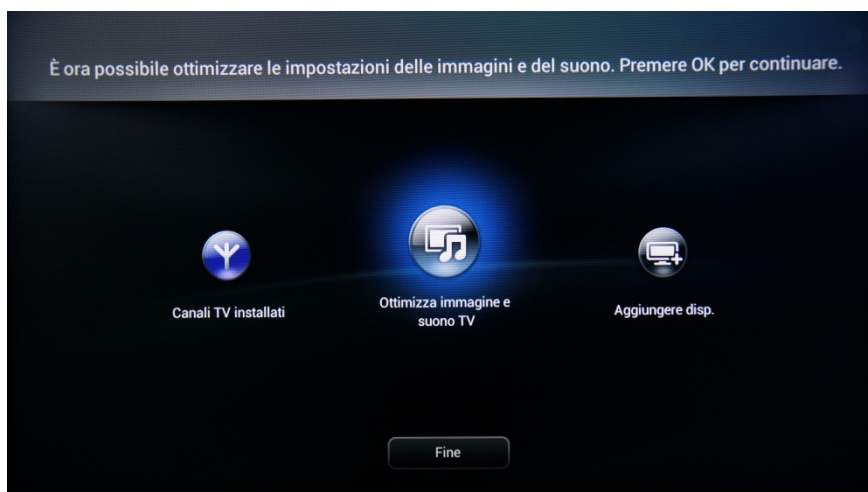 È ora possibile ottimizzare le impostazioni delle immagini e del suono. Premere OK per continuare.
Canali TV installati
Ottimizza immagine e
suono TV
Aggiungere disp.
Fine